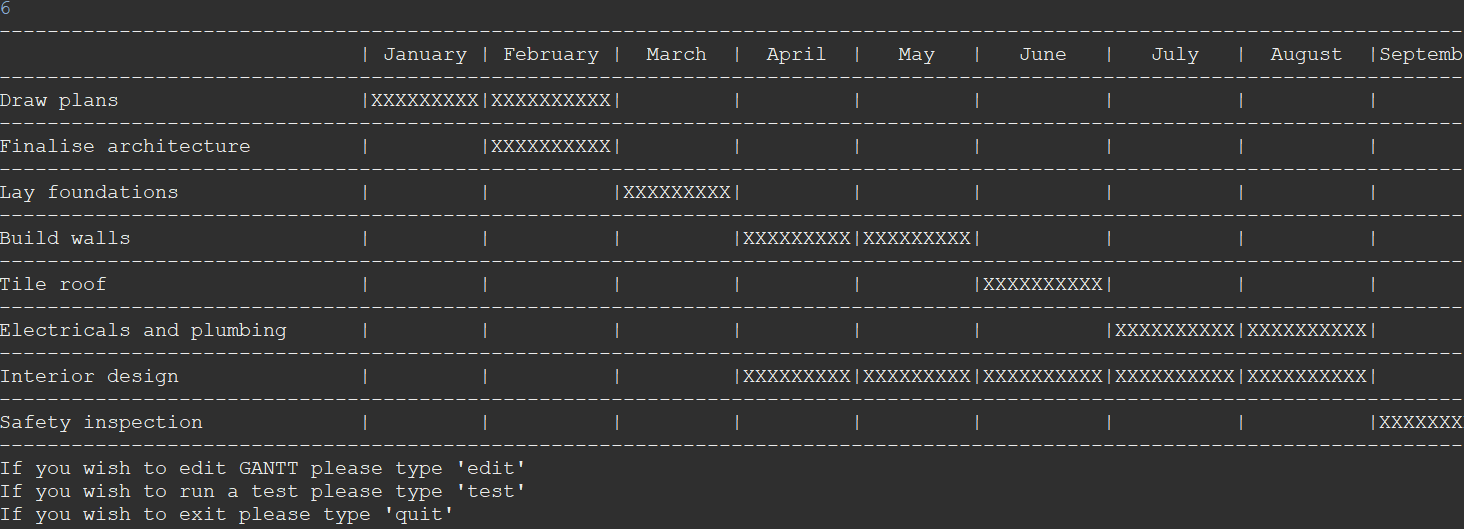 6
--------------------------------------------------------------------------------------------------------------------------
                              | January | February |  March  |  April  |   May   |   June   |   July   |  August  |Septemb
--------------------------------------------------------------------------------------------------------------------------
Draw plans                    |XXXXXXXXX|XXXXXXXXXX|         |         |         |          |          |          |
--------------------------------------------------------------------------------------------------------------------------
Finalise architecture         |         |XXXXXXXXXX|         |         |         |          |          |          |
--------------------------------------------------------------------------------------------------------------------------
Lay foundations               |         |          |XXXXXXXXX|         |         |          |          |          |
--------------------------------------------------------------------------------------------------------------------------
Build walls                   |         |          |         |XXXXXXXXX|XXXXXXXXX|          |          |          |
--------------------------------------------------------------------------------------------------------------------------
Tile roof                     |         |          |         |         |         |XXXXXXXXXX|          |          |
--------------------------------------------------------------------------------------------------------------------------
Electricals and plumbing      |         |          |         |         |         |          |XXXXXXXXXX|XXXXXXXXXX|
--------------------------------------------------------------------------------------------------------------------------
Interior design               |         |          |         |XXXXXXXXX|XXXXXXXXX|XXXXXXXXXX|XXXXXXXXXX|XXXXXXXXXX|
--------------------------------------------------------------------------------------------------------------------------
Safety inspection             |         |          |         |         |         |          |          |          |XXXXXXX
--------------------------------------------------------------------------------------------------------------------------
If you wish to edit GANTT please type 'edit'
If you wish to run a test please type 'test'
If you wish to exit please type 'quit'